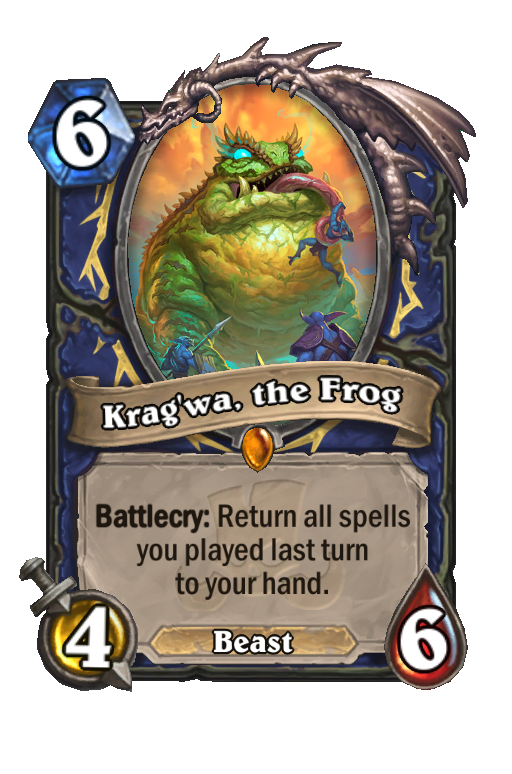 6
Krag'wa, the Frog
Battlecry: Return all spells
you played last turn
to your hand.
4
Beast
6